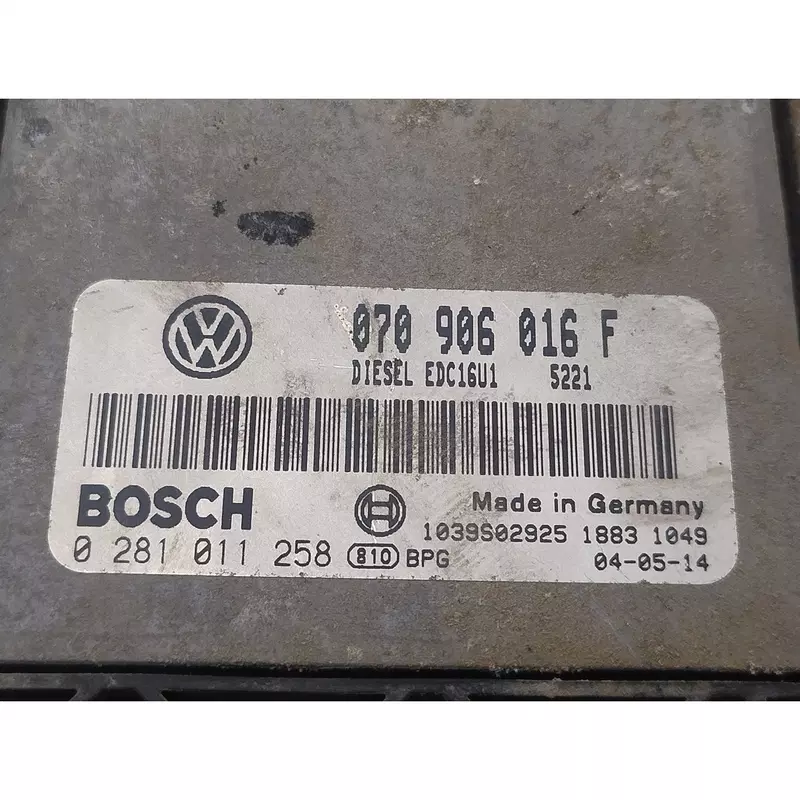 070 906 016 F
DIESEL EDC16U1 5221
BOSCH
Made in Germany
1039S02925 1883 1049
0 281 011 258 810 BPG 04-05-14